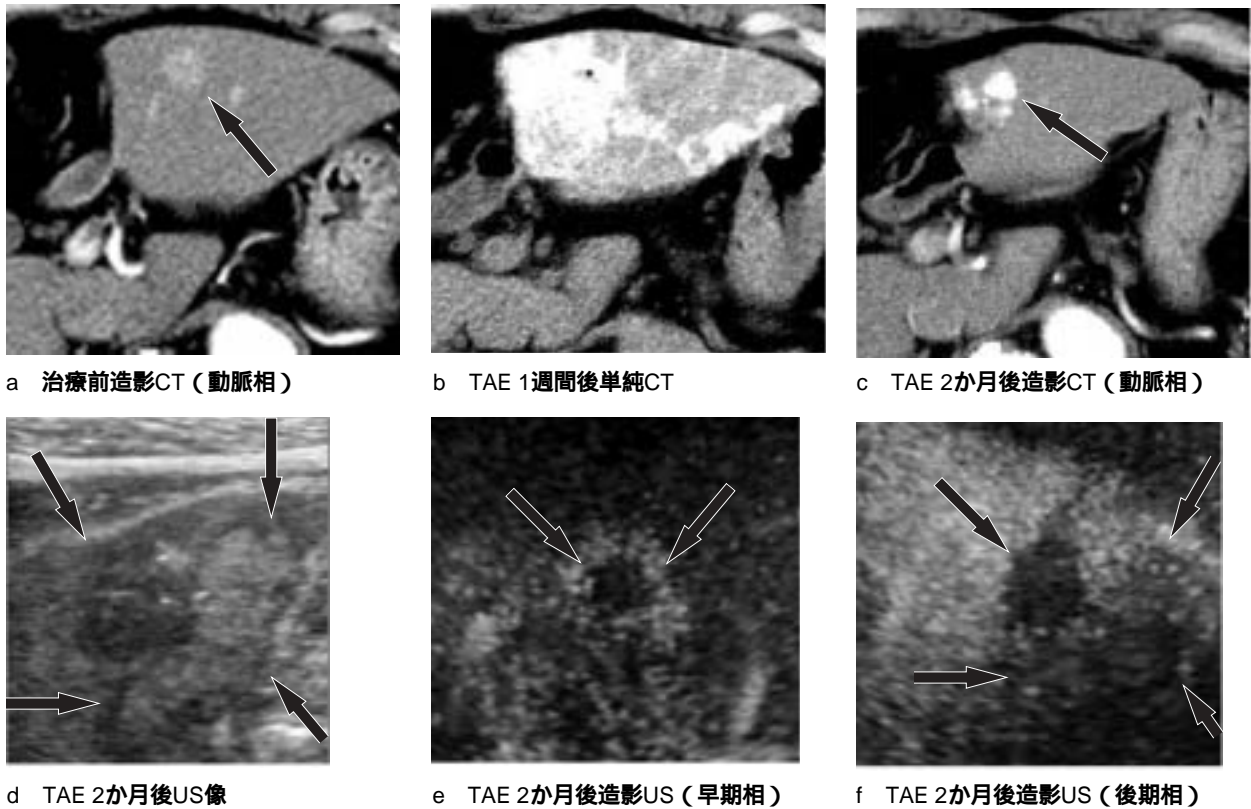 a 治療前造影CT(動脈相)
b TAE 1週間後単純CT
c TAE 2か月後造影CT(動脈相)
d TAE 2か月後US像
e TAE 2か月後造影US(早期相)
f TAE 2か月後造影US(後期相)